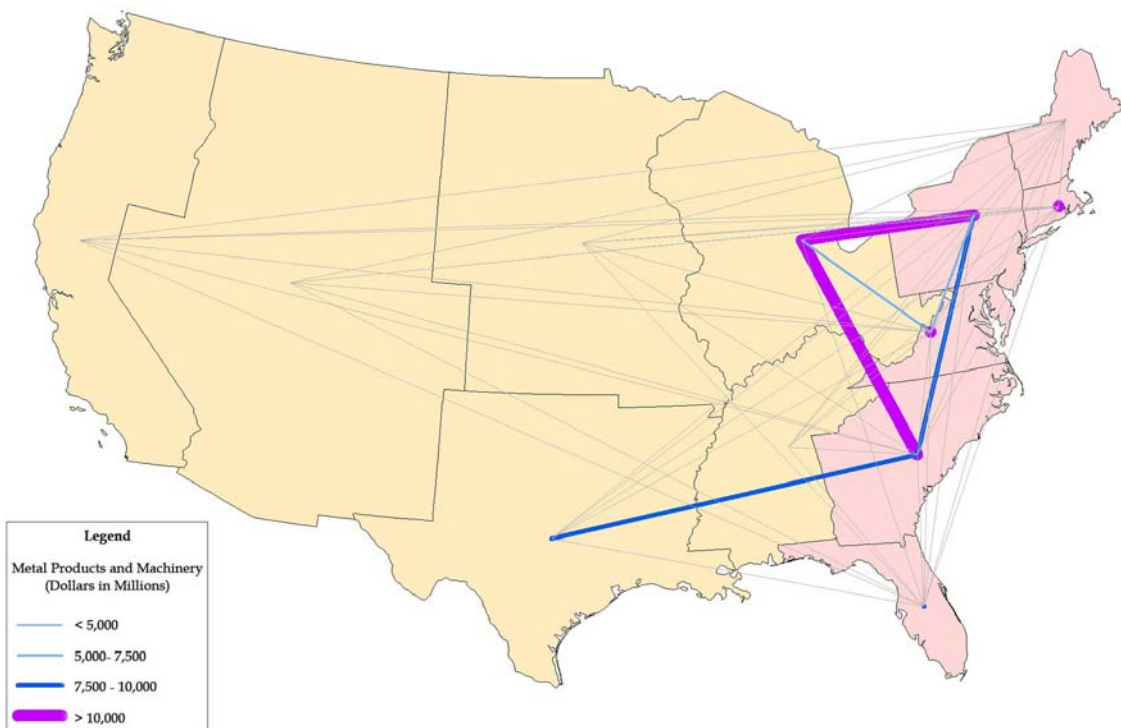 Legend
Metal Products and Machinery
(Dollars in Millions)
< 5,000
5,000- 7,500
7,500 - 10,000
> 10,000